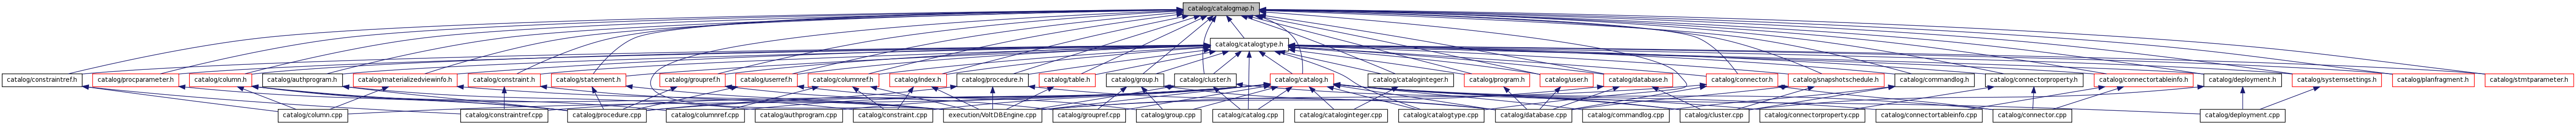 catalog/catalogmap.h
catalog/catalogtype.h
catalog/constraintref.h
catalog/procparameter.h
catalog/column.h
catalog/authprogram.h
catalog/materializedviewinfo.h
catalog/constraint.h
catalog/statement.h
catalog/groupref.h
catalog/userref.h
catalog/columnref.h
catalog/index.h
catalog/procedure.h
catalog/table.h
catalog/group.h
catalog/cluster.h
catalog/catalog.h
catalog/cataloginteger.h
catalog/program.h
catalog/user.h
catalog/database.h
catalog/connector.h
catalog/snapshotschedule.h
catalog/commandlog.h
catalog/connectorproperty.h
catalog/connectortableinfo.h
catalog/deployment.h
catalog/systemsettings.h
catalog/planfragment.h
catalog/stmtparameter.h
catalog/column.cpp
catalog/constraintref.cpp
catalog/procedure.cpp
catalog/columnref.cpp
catalog/authprogram.cpp
catalog/constraint.cpp
execution/VoltDBEngine.cpp
catalog/groupref.cpp
catalog/group.cpp
catalog/catalog.cpp
catalog/cataloginteger.cpp
catalog/catalogtype.cpp
catalog/database.cpp
catalog/commandlog.cpp
catalog/cluster.cpp
catalog/connectorproperty.cpp
catalog/connectortableinfo.cpp
catalog/connector.cpp
catalog/deployment.cpp